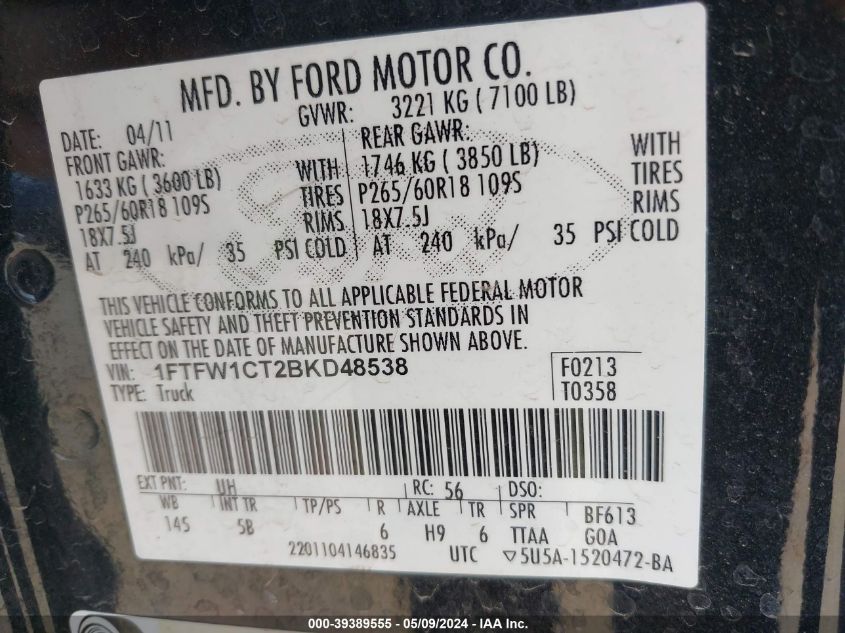 MFD. BY FORD MOTOR CO.
DATE: 04/11
GVWR: 3221 KG ( 7100 LB)
FRONT GAWR:
1633 KG ( 3600 LB)
P265/60R18 109S
18X7.5J
WITH
TIRES
RIMS
AT 240 kPa/ 35 PSI COLD
REAR GAWR:
1746 KG ( 3850 LB)
P265/60R18 109S
18X7.5J
WITH
TIRES
RIMS
AT 240 kPa/ 35 PSI COLD
THIS VEHICLE CONFORMS TO ALL APPLICABLE FEDERAL MOTOR
VEHICLE SAFETY AND THEFT PREVENTION STANDARDS IN
EFFECT ON THE DATE OF MANUFACTURE SHOWN ABOVE.
VIN: 1FTFW1CT2BKD48538
TYPE: Truck
F0213
T0358
EXT PNT: UH RC: 56 DSO:
WB INT TR TP/PS R AXLE TR SPR BF613
145 5B 6 H9 6 TTAA GOA
2201104146835 UTC ▽5U5A-1520472-BA
000-39389555 - 05/09/2024 - IAA Inc.